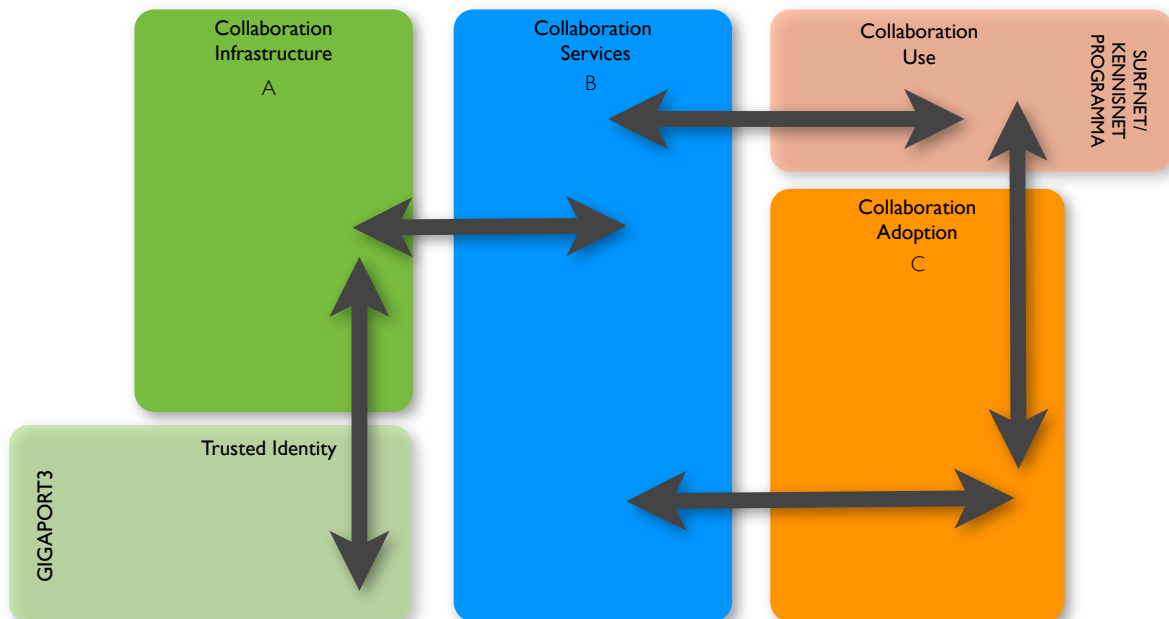 Collaboration
Infrastructure
A
Collaboration
Services
B
Collaboration
Use
SURFNET/
KENNISNET
PROGRAMMA
Collaboration
Adoption
C
Trusted Identity
GIGAPORT3